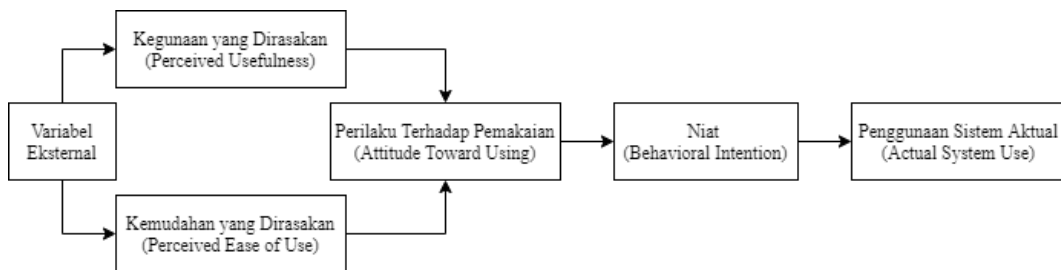 Kegunaan yang Dirasakan
(Perceived Usefulness)
Variabel
Eksternal
Perilaku Terhadap Pemakaian
(Attitude Toward Using)
Niat
(Behavioral Intention)
Penggunaan Sistem Aktual
(Actual System Use)
Kemudahan yang Dirasakan
(Perceived Ease of Use)